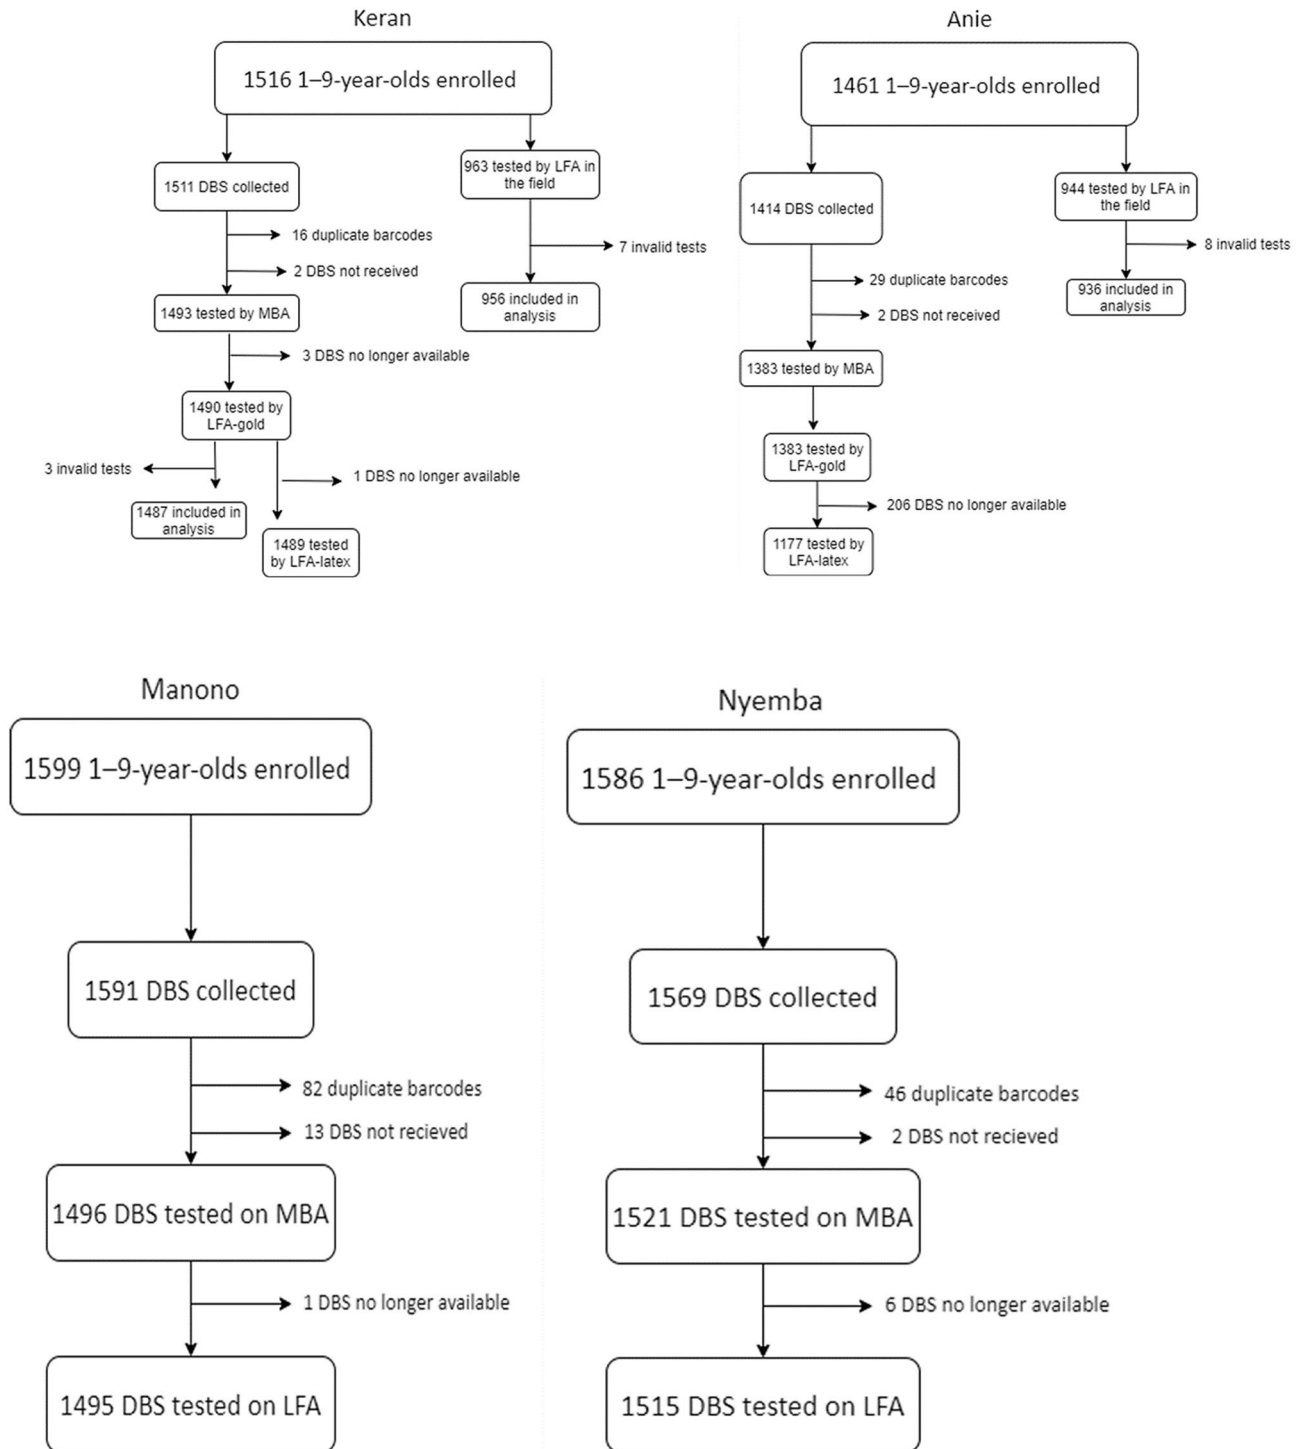 Keran
1516 1–9-year-olds enrolled
1511 DBS collected
963 tested by LFA in
the field
16 duplicate barcodes
2 DBS not received
7 invalid tests
1493 tested by MBA
956 included in
analysis
3 DBS no longer available
1490 tested by
LFA-gold
3 invalid tests
1 DBS no longer available
1487 included in
analysis
1489 tested
by LFA-latex
Anie
1461 1–9-year-olds enrolled
1414 DBS collected
944 tested by LFA in
the field
8 invalid tests
29 duplicate barcodes
936 included in
analysis
2 DBS not received
1383 tested by MBA
1383 tested by
LFA-gold
206 DBS no longer available
1177 tested by
LFA-latex
Manono
1599 1–9-year-olds enrolled
1591 DBS collected
82 duplicate barcodes
13 DBS not recieved
1496 DBS tested on MBA
1 DBS no longer available
1495 DBS tested on LFA
Nyemba
1586 1–9-year-olds enrolled
1569 DBS collected
46 duplicate barcodes
2 DBS not recieved
1521 DBS tested on MBA
6 DBS no longer available
1515 DBS tested on LFA